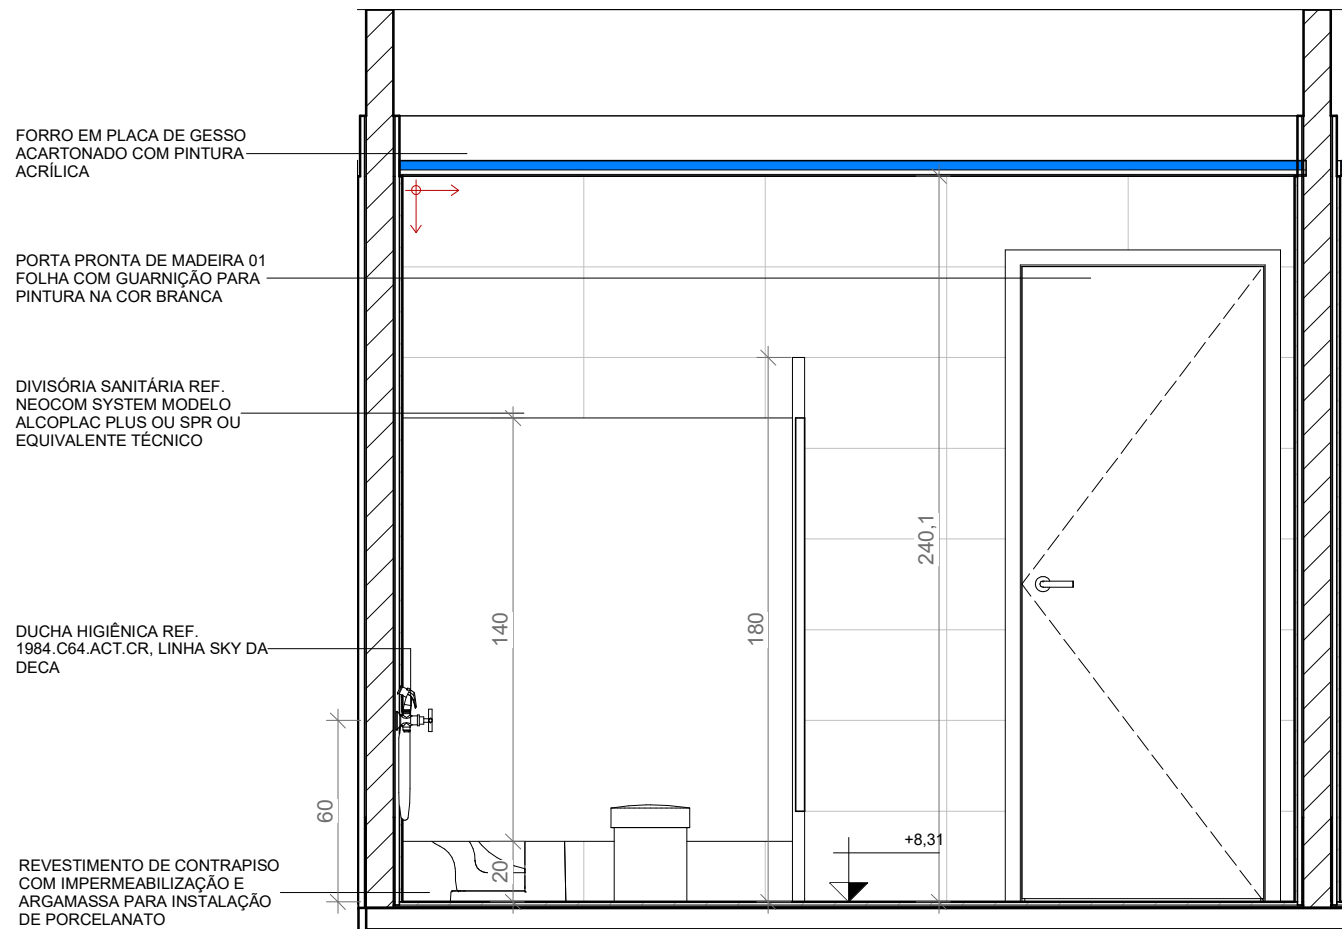 FORRO EM PLACA DE GESSO
ACARTONADO COM PINTURA
ACRÍLICA
PORTA PRONTA DE MADEIRA 01
FOLHA COM GUARNIÇÃO PARA
PINTURA NA COR BRANCA
DIVISÓRIA SANITÁRIA REF.
NEOCOM SYSTEM MODELO
ALCOPLAC PLUS OU SPR OU
EQUIVALENTE TÉCNICO
240,1
140
180
DUCHA HIGIÊNICA REF.
1984.C64.ACT.CR, LINHA SKY DA
DECA
60
+8,31
20
REVESTIMENTO DE CONTRAPISO
COM IMPERMEABILIZAÇÃO E
ARGAMASSA PARA INSTALAÇÃO
DE PORCELANATO